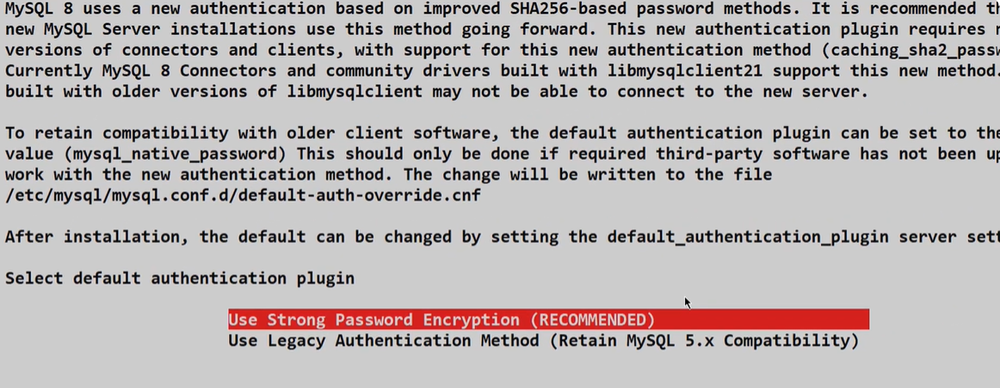 MySQL 8 uses a new authentication based on improved SHA256-based password methods. It is recommended
new MySQL Server installations use this method going forward. This new authentication plugin requires
versions of connectors and clients, with support for this new authentication method (caching_sha2_passw
Currently MySQL 8 Connectors and community drivers built with libmysqlclient21 support this new method.
built with older versions of libmysqlclient may not be able to connect to the new server.
To retain compatibility with older client software, the default authentication plugin can be set to the
value (mysql_native_password) This should only be done if required third-party software has not been up
work with the new authentication method. The change will be written to the file
/etc/mysql/mysql.conf.d/default-auth-override.cnf
After installation, the default can be changed by setting the default_authentication_plugin server sett
Select default authentication plugin
Use Strong Password Encryption (RECOMMENDED)
Use Legacy Authentication Method (Retain MySQL 5.x Compatibility)